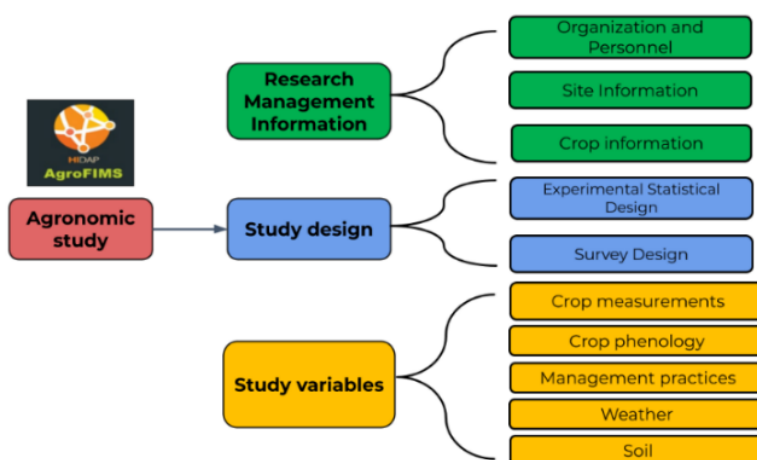 Organization and
Personnel
Research
Management
Information
Site Information
Crop information
HIDAP
AgroFIMS
Agronomic
study
Study design
Experimental Statistical
Design
Survey Design
Study variables
Crop measurements
Crop phenology
Management practices
Weather
Soil